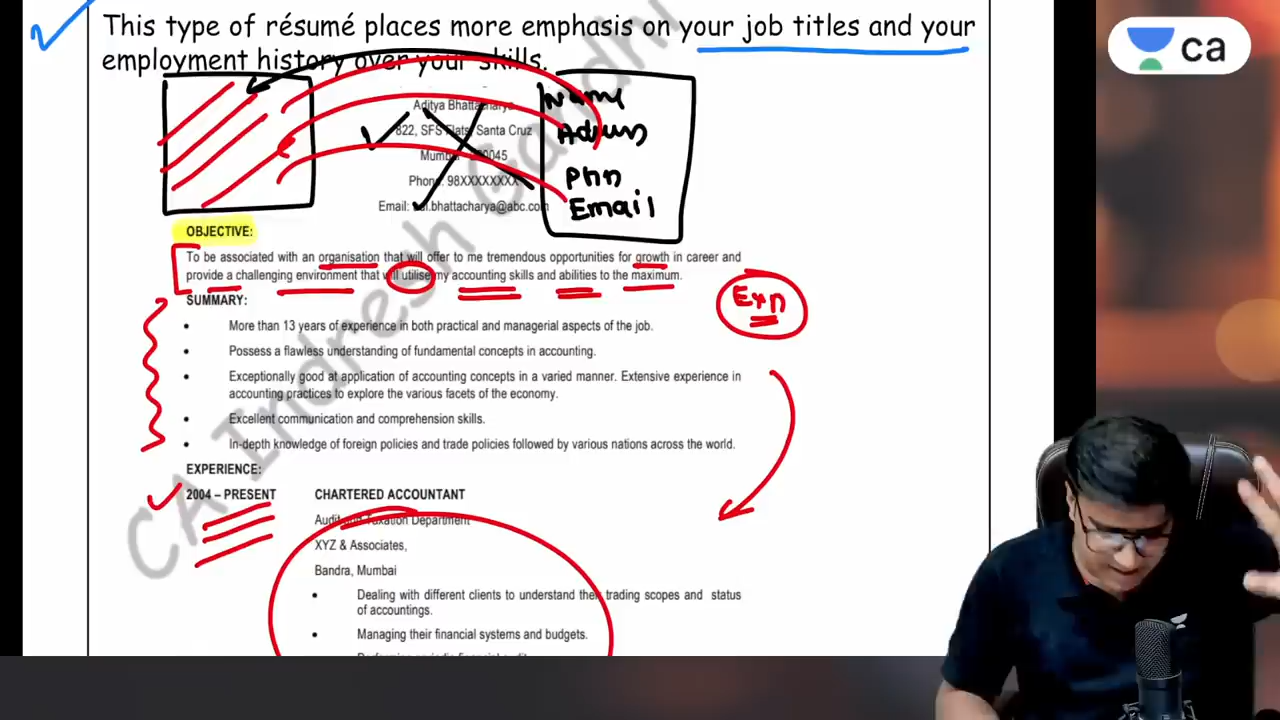 This type of résumé places more emphasis on your job titles and your
employment history over your skills.
ca
Aditya Bhattacharya
822, SFS Flats, Santa Cruz
Phone: 98XXXXXXXX
Email: bhattacharya@abc.com
Name
Phn
Email
OBJECTIVE:
To be associated with an organisation that will offer to me tremendous opportunities for growth in career and
provide a challenging environment that will utilise my accounting skills and abilities to the maximum.
SUMMARY:
• More than 13 years of experience in both practical and managerial aspects of the job.
• Possess a flawless understanding of fundamental concepts in accounting.
• Exceptionally good at application of accounting concepts in a varied manner. Extensive experience in
accounting practices to explore the various facets of the economy.
• Excellent communication and comprehension skills.
• In-depth knowledge of foreign policies and trade policies followed by various nations across the world.
EXPERIENCE:
2004 – PRESENT CHARTERED ACCOUNTANT
Taxation Department
XYZ & Associates,
Bandra, Mumbai
• Dealing with different clients to understand their trading scopes and status
of accountings.
• Managing their financial systems and budgets.
CA Indresh Gandhi